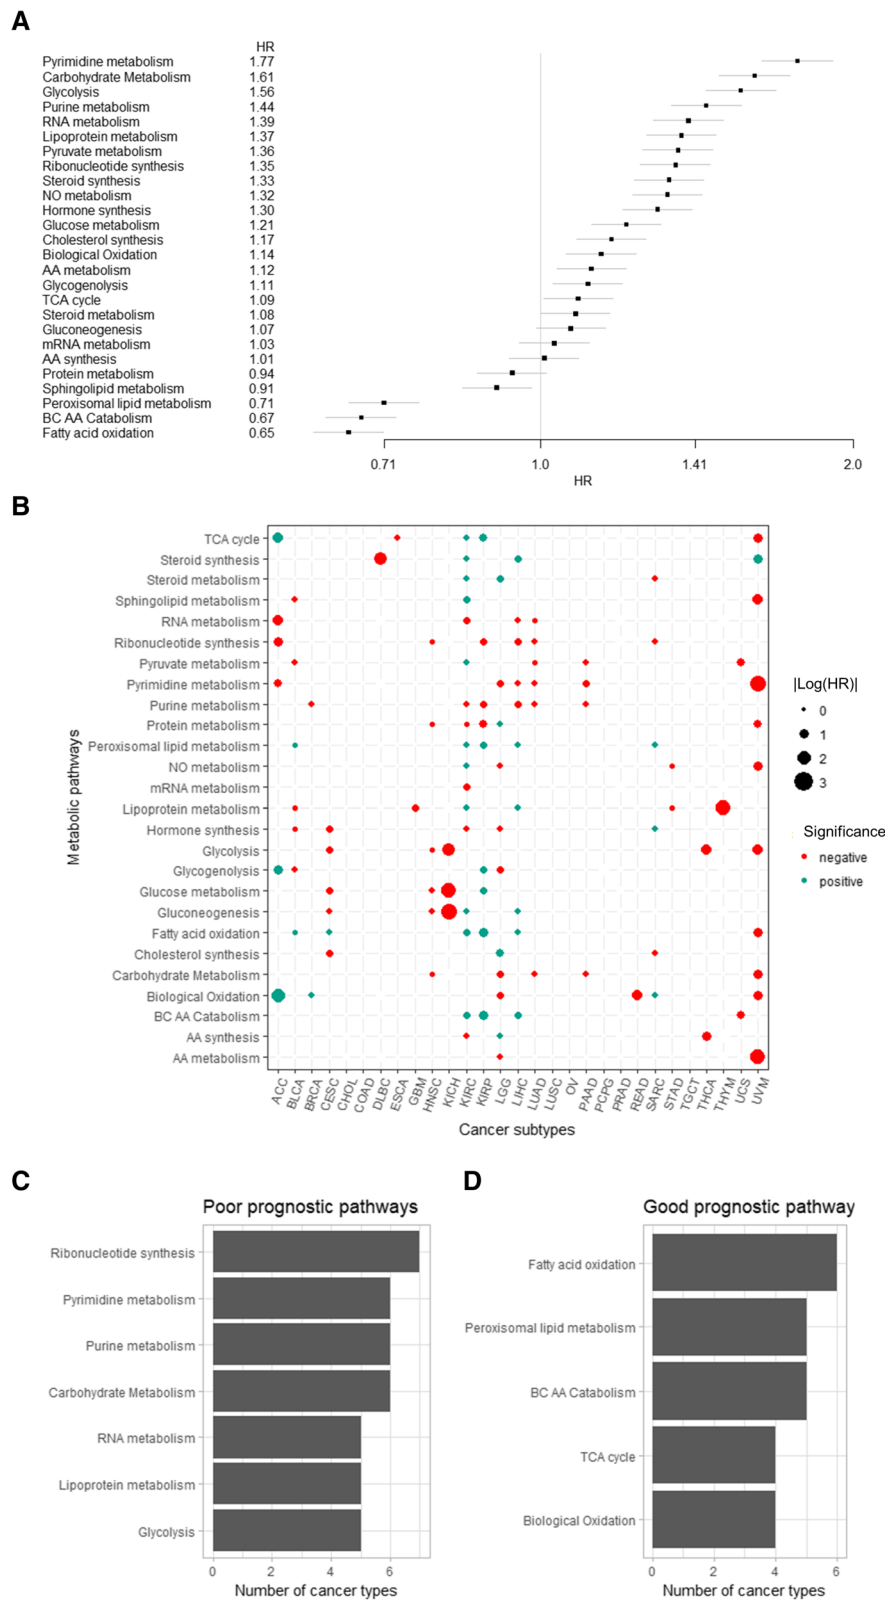 A
HR
Pyrimidine metabolism 1.77
Carbohydrate Metabolism 1.61
Glycolysis 1.56
Purine metabolism 1.44
RNA metabolism 1.39
Lipoprotein metabolism 1.37
Pyruvate metabolism 1.36
Ribonucleotide synthesis 1.35
Steroid synthesis 1.33
NO metabolism 1.32
Hormone synthesis 1.30
Glucose metabolism 1.21
Cholesterol synthesis 1.17
Biological Oxidation 1.14
AA metabolism 1.12
Glycogenolysis 1.11
TCA cycle 1.09
Steroid metabolism 1.08
Gluconeogenesis 1.07
mRNA metabolism 1.03
AA synthesis 1.01
Protein metabolism 0.94
Sphingolipid metabolism 0.91
Peroxisomal lipid metabolism 0.71
BC AA Catabolism 0.67
Fatty acid oxidation 0.65
0.71 1.0 1.41 2.0
HR
B
Metabolic pathways
TCA cycle
Steroid synthesis
Steroid metabolism
Sphingolipid metabolism
RNA metabolism
Ribonucleotide synthesis
Pyruvate metabolism
Pyrimidine metabolism
Purine metabolism
Protein metabolism
Peroxisomal lipid metabolism
NO metabolism
mRNA metabolism
Lipoprotein metabolism
Hormone synthesis
Glycolysis
Glycogenolysis
Glucose metabolism
Gluconeogenesis
Fatty acid oxidation
Cholesterol synthesis
Carbohydrate Metabolism
Biological Oxidation
BC AA Catabolism
AA synthesis
AA metabolism
ACC BLCA BRCA CESC CHOL COAD DLBC ESCA GBM HNSC KICH KIRC KIRP LGG LIHC LUAD LUSC OV PAAD PCPG PRAD READ SARC STAD TGCT THCA THYM UCS UVM
Cancer subtypes
|Log(HR)|
0
1
2
3
Significance
negative
positive
C
Poor prognostic pathways
Ribonucleotide synthesis
Pyrimidine metabolism
Purine metabolism
Carbohydrate Metabolism
RNA metabolism
Lipoprotein metabolism
Glycolysis
0 2 4 6
Number of cancer types
D
Good prognostic pathway
Fatty acid oxidation
Peroxisomal lipid metabolism
BC AA Catabolism
TCA cycle
Biological Oxidation
0 2 4 6
Number of cancer types